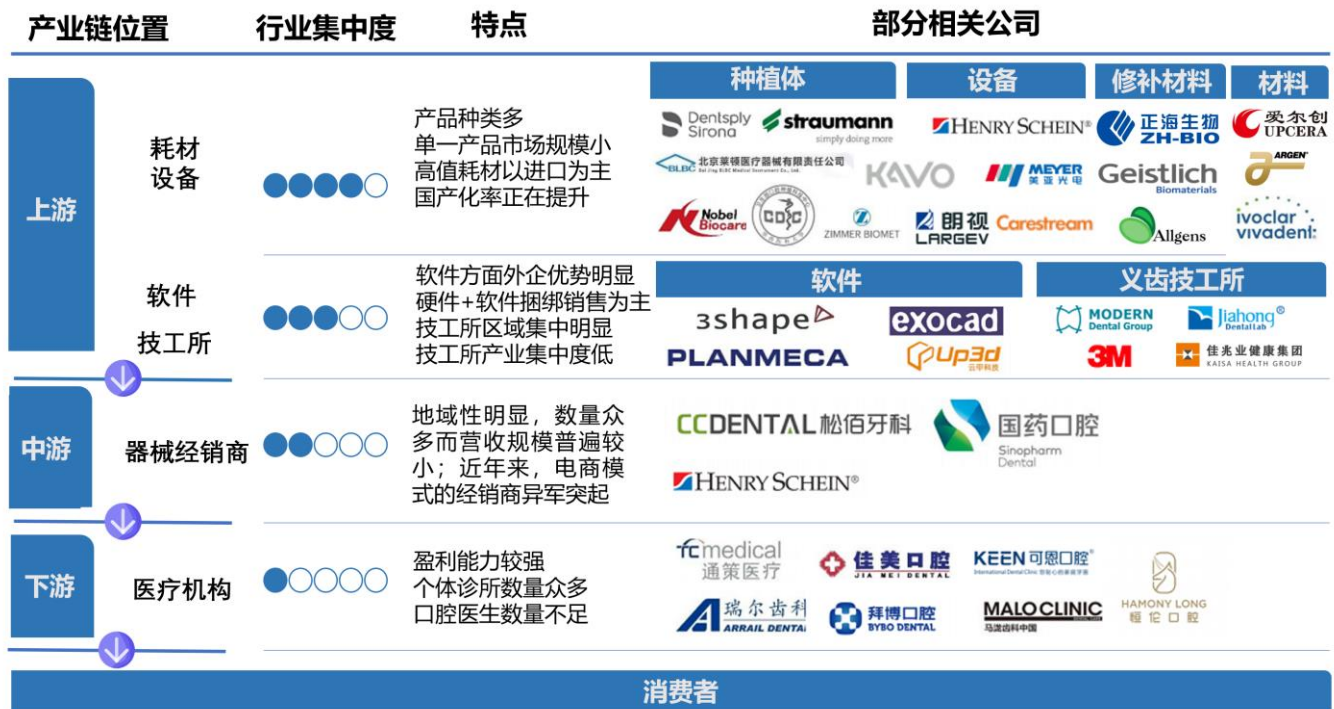 产业链位置
行业集中度
特点
部分相关公司
上游
耗材
设备
产品种类多
单一产品市场规模小
高值耗材以进口为主
国产化率正在提升
种植体
Dentsply
Sirona
straumann
simply doing more
BLBC 北京莱顿医疗器械有限责任公司
Nobel
Biocare
CDIC
ZIMMER BIOMET
设备
HENRY SCHEIN®
KAVO
MEYER
美亚光电
朗视
LARGEV
Carestream
修补材料
正海生物
ZH-BIO
Geistlich
Biomaterials
Allgens
材料
爱尔创
UPCERA
ARGEN®
ivoclar
vivadent:
软件
技工所
软件方面外企优势明显
硬件+软件捆绑销售为主
技工所区域集中明显
技工所产业集中度低
软件
3shape
exocad
PLANMECA
Up3d
云甲科技
义齿技工所
MODERN
Dental Group
Jiahong®
DentalLab
3M
佳兆业健康集团
KAISA HEALTH GROUP
中游
器械经销商
地域性明显，数量众
多而营收规模普遍较
小；近年来，电商模
式的经销商异军突起
CCDENTAL松佰牙科
国药口腔
Sinopharm
Dental
HENRY SCHEIN®
下游
医疗机构
盈利能力较强
个体诊所数量众多
口腔医生数量不足
tcmedical
通策医疗
佳美口腔
JIA MEI DENTAL
KEEN 可恩口腔®
International Dental Clinic
瑞尔齿科
ARRAIL DENTAL
拜博口腔
BYBO DENTAL
MALO CLINIC
马泷齿科中国
HAMONY LONG
恒伦口腔
消费者